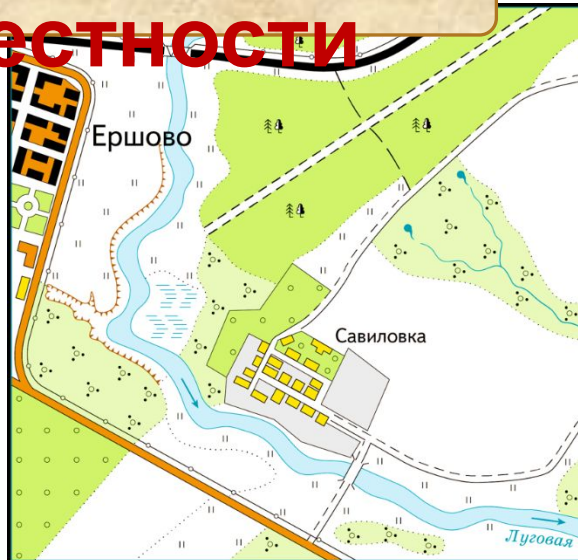 естности
Ершово
Савиловка
Луговая